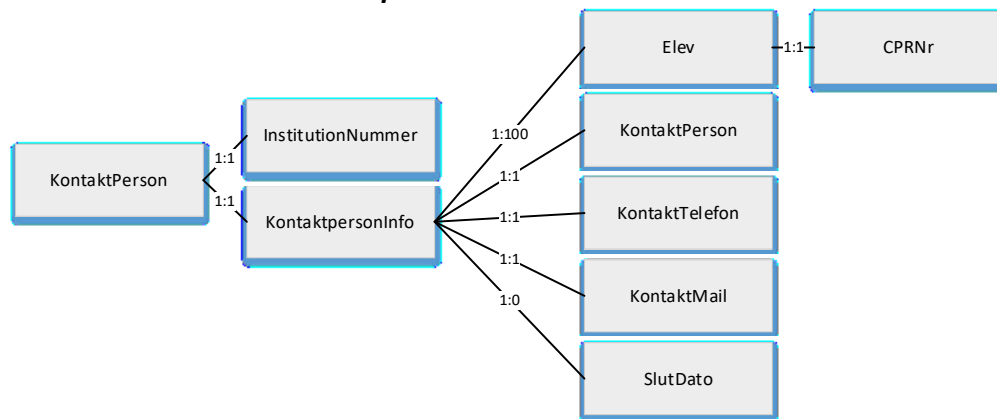 Elev
1:1
CPRNr
1:100
KontaktPerson
InstitutionNummer
1:1
KontaktPerson
1:1
1:1
KontaktpersonInfo
KontaktTelefon
1:1
1:1
KontaktMail
1:0
SlutDato